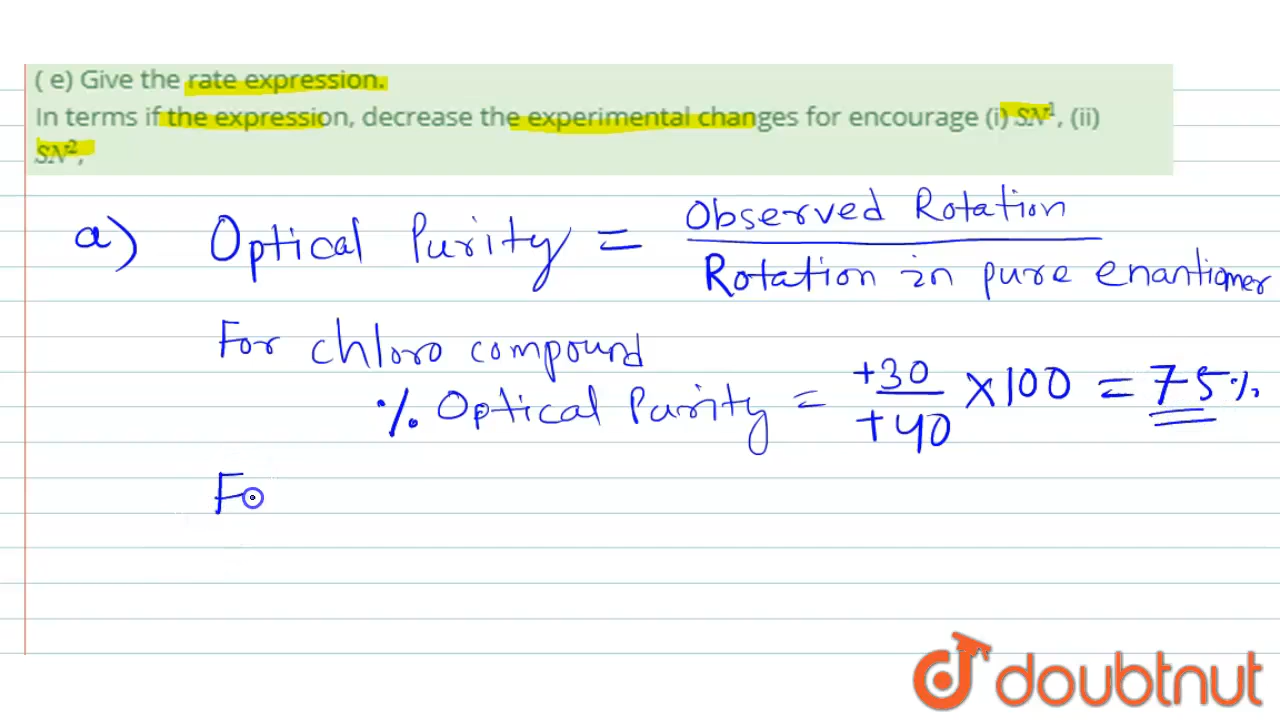 ( e) Give the rate expression.
In terms if the expression, decrease the experimental changes for encourage (i) SN¹, (ii)
SN²,
a) Optical Purity = Observed Rotation / Rotation in pure enantiomer
For chloro compound
% Optical Purity = +30 / +40 × 100 = 75%
Fo
doubtnut